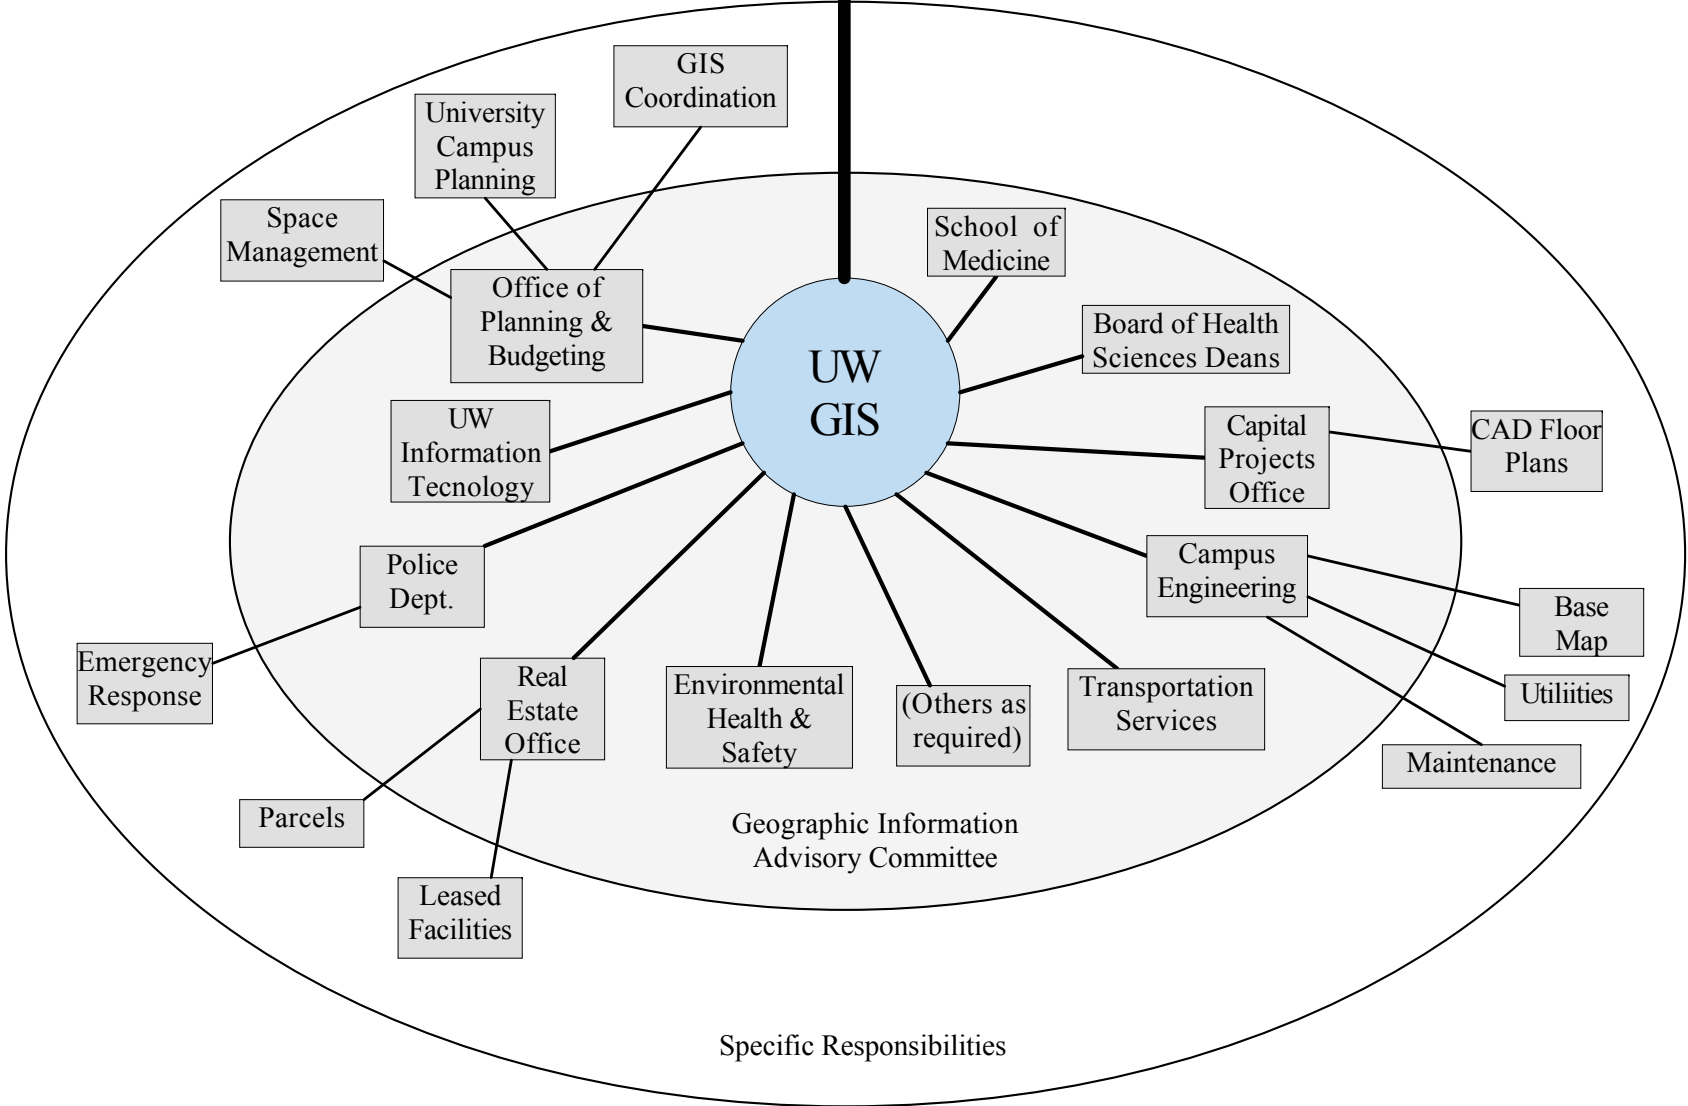 GIS
Coordination
University
Campus
Planning
Space
Management
School of
Medicine
Office of
Planning &
Budgeting
Board of Health
Sciences Deans
UW
GIS
UW
Information
Tecnology
Capital
Projects
Office
CAD Floor
Plans
Police
Dept.
Campus
Engineering
Base
Map
Emergency
Response
Real
Estate
Office
Environmental
Health &
Safety
(Others as
required)
Transportation
Services
Utiliities
Maintenance
Parcels
Geographic Information
Advisory Committee
Leased
Facilities
Specific Responsibilities